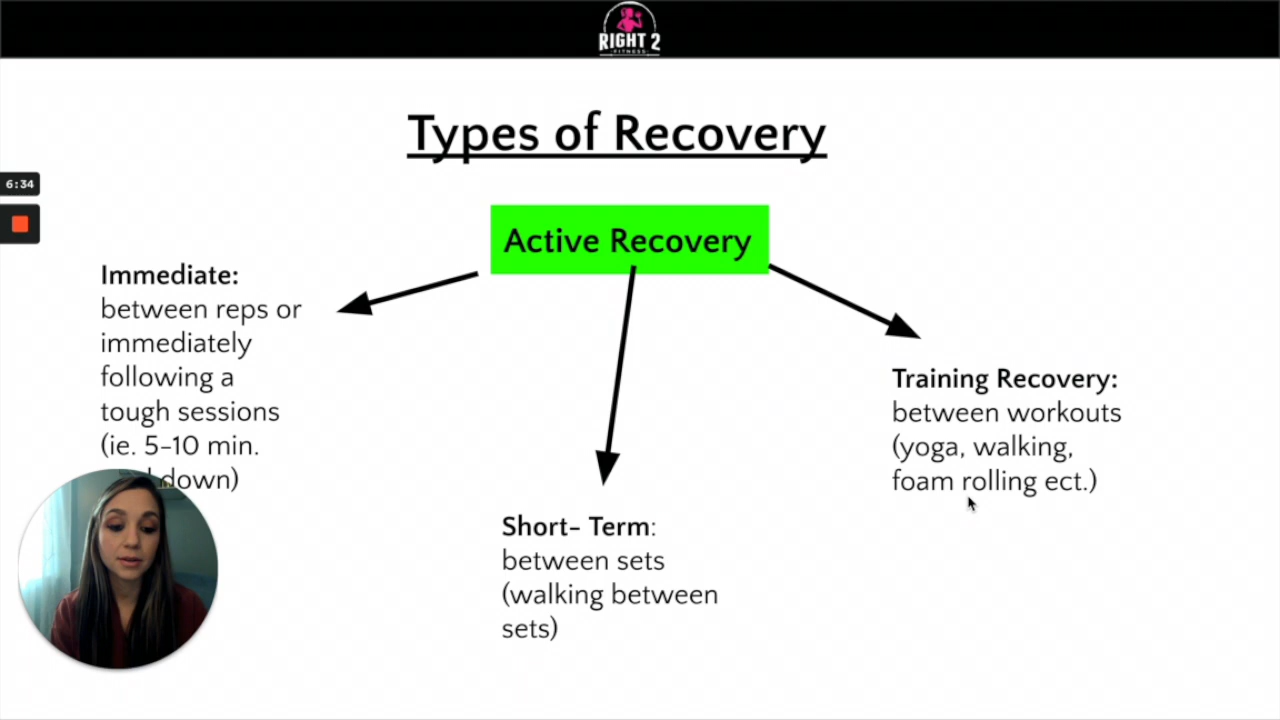 RIGHT 2
FITNESS
Types of Recovery
6:34
Active Recovery
Immediate:
between reps or
immediately
following a
tough sessions
(ie. 5-10 min.
down)
Training Recovery:
between workouts
(yoga, walking,
foam rolling ect.)
Short- Term:
between sets
(walking between
sets)